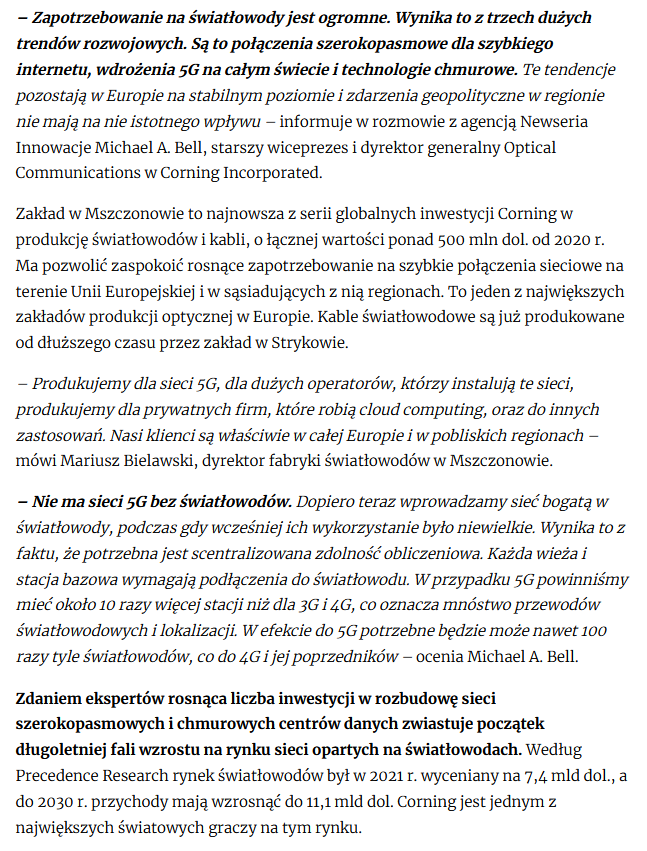 – Zapotrzebowanie na światłowody jest ogromne. Wynika to z trzech dużych
trendów rozwojowych. Są to połączenia szerokopasmowe dla szybkiego
internetu, wdrożenia 5G na całym świecie i technologie chmurowe. Te tendencje
pozostają w Europie na stabilnym poziomie i zdarzenia geopolityczne w regionie
nie mają na nie istotnego wpływu – informuje w rozmowie z agencją Newseria
Innowacje Michael A. Bell, starszy wiceprezes i dyrektor generalny Optical
Communications w Corning Incorporated.
Zakład w Mszczonowie to najnowsza z serii globalnych inwestycji Corning w
produkcję światłowodów i kabli, o łącznej wartości ponad 500 mln dol. od 2020 r.
Ma pozwolić zaspokoić rosnące zapotrzebowanie na szybkie połączenia sieciowe na
terenie Unii Europejskiej i w sąsiadujących z nią regionach. To jeden z największych
zakładów produkcji optycznej w Europie. Kable światłowodowe są już produkowane
od dłuższego czasu przez zakład w Strykowie.
– Produkujemy dla sieci 5G, dla dużych operatorów, którzy instalują te sieci,
produkujemy dla prywatnych firm, które robią cloud computing, oraz do innych
zastosowań. Nasi klienci są właściwie w całej Europie i w pobliskich regionach –
mówi Mariusz Bielawski, dyrektor fabryki światłowodów w Mszczonowie.
– Nie ma sieci 5G bez światłowodów. Dopiero teraz wprowadzamy sieć bogatą w
światłowody, podczas gdy wcześniej ich wykorzystanie było niewielkie. Wynika to z
faktu, że potrzebna jest scentralizowana zdolność obliczeniowa. Każda wieża i
stacja bazowa wymagają podłączenia do światłowodu. W przypadku 5G powinniśmy
mieć około 10 razy więcej stacji niż dla 3G i 4G, co oznacza mnóstwo przewodów
światłowodowych i lokalizacji. W efekcie do 5G potrzebne będzie może nawet 100
razy tyle światłowodów, co do 4G i jej poprzedników – ocenia Michael A. Bell.
Zdaniem ekspertów rosnąca liczba inwestycji w rozbudowę sieci
szerokopasmowych i chmurowych centrów danych zwiastuje początek
długoletniej fali wzrostu na rynku sieci opartych na światłowodach. Według
Precedence Research rynek światłowodów był w 2021 r. wyceniany na 7,4 mld dol., a
do 2030 r. przychody mają wzrosnąć do 11,1 mld dol. Corning jest jednym z
największych światowych graczy na tym rynku.